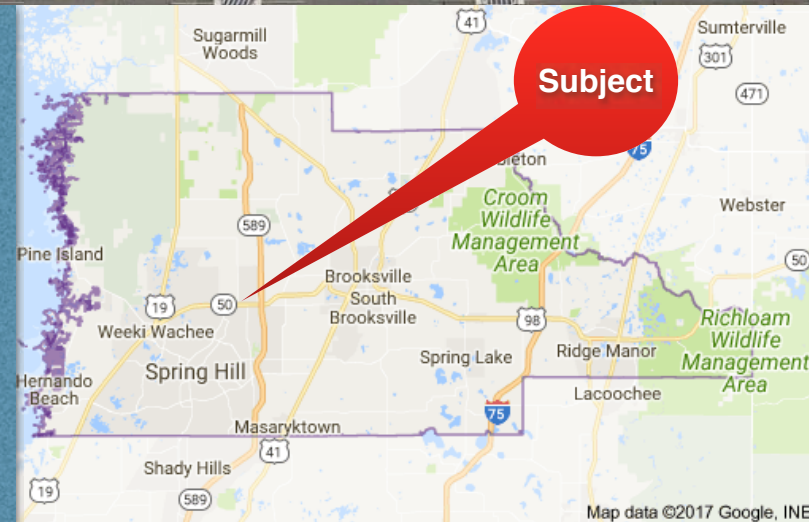 41
Sumterville
Sugarmill
Woods
301
Subject
471
75
Croom
Wildlife
Management
Area
Webster
589
Pine Island
50
Brooksville
19
50
South
Brooksville
98
Weeki Wachee
Richloam
Wildlife
Management
Area
Spring Lake
Ridge Manor
Spring Hill
Hernando
Beach
Lacoochee
75
Masaryktown
41
Shady Hills
19
589
Map data ©2017 Google, INE